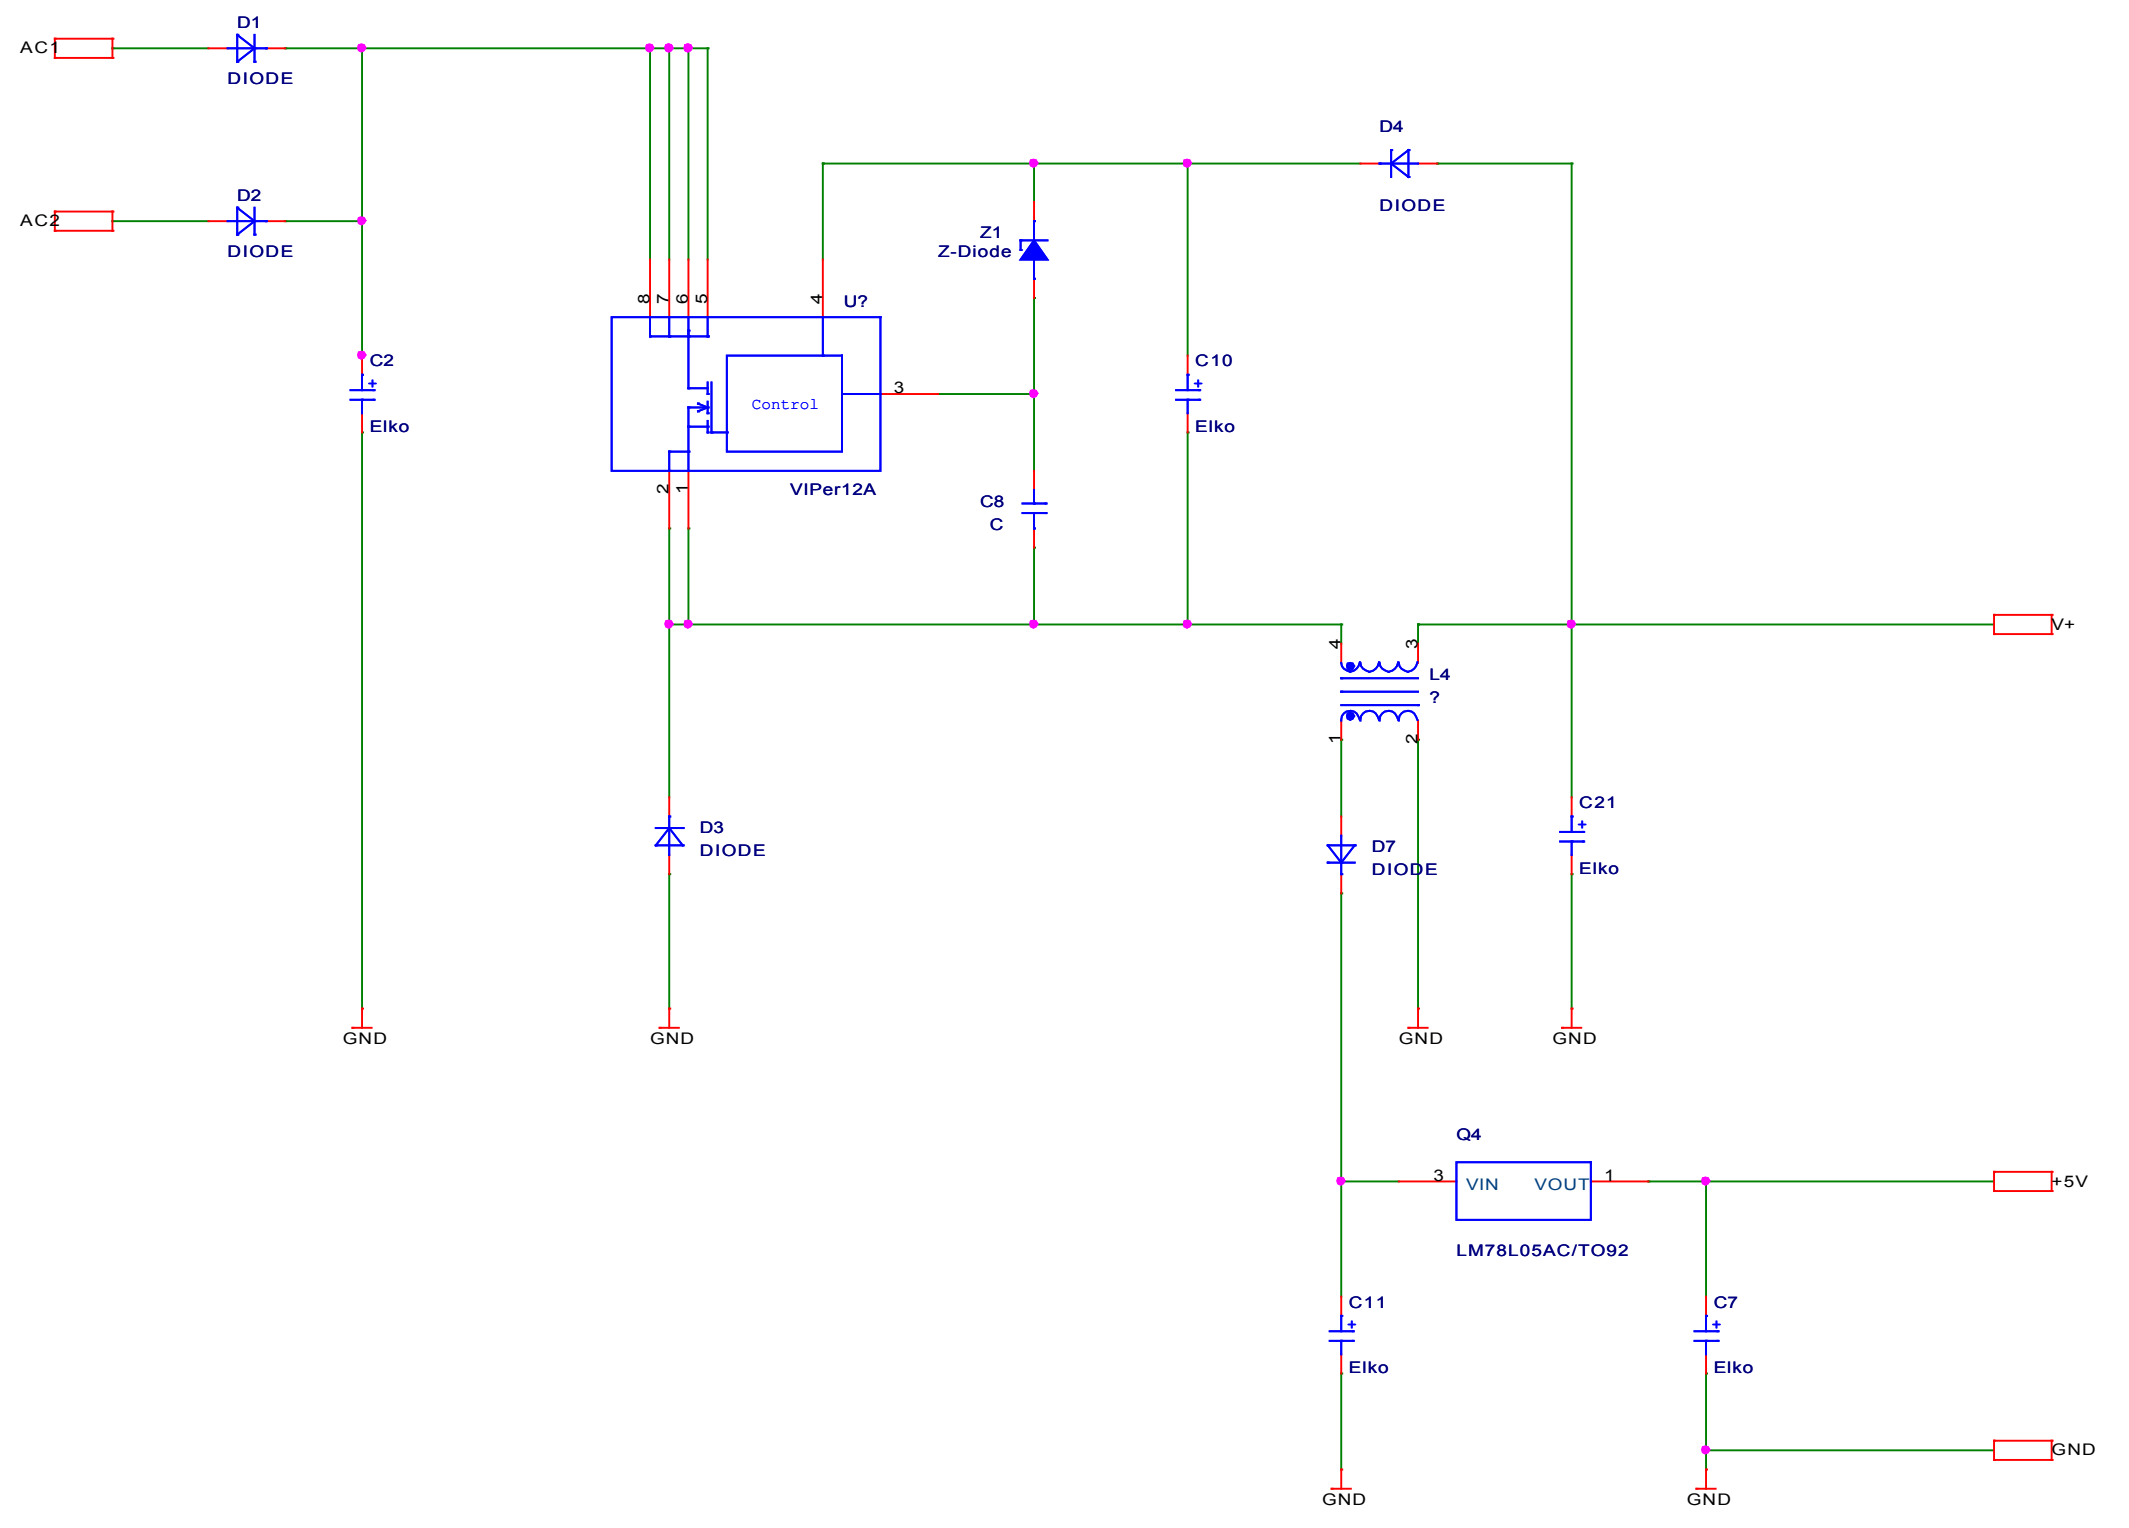 D1
AC1
DIODE
D2
AC2
DIODE
D4
DIODE
Z1
Z-Diode
8
7
6
5
4
U?
C2
+
Elko
3
Control
C10
+
Elko
2
1
VIPer12A
C8
C
V+
4
3
L4
?
1
2
D3
DIODE
D7
DIODE
C21
+
Elko
GND
GND
GND
GND
Q4
3
VIN
VOUT
1
+5V
LM78L05AC/TO92
C11
+
Elko
C7
+
Elko
GND
GND
GND